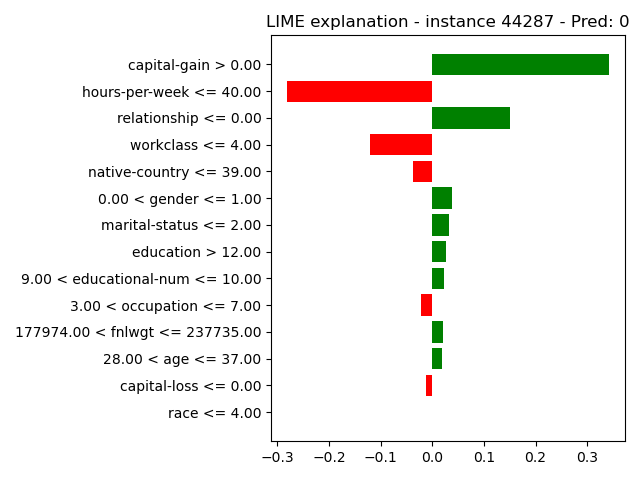 LIME explanation - instance 44287 - Pred: 0
capital-gain > 0.00
hours-per-week <= 40.00
relationship <= 0.00
workclass <= 4.00
native-country <= 39.00
0.00 < gender <= 1.00
marital-status <= 2.00
education > 12.00
9.00 < educational-num <= 10.00
3.00 < occupation <= 7.00
177974.00 < fnlwgt <= 237735.00
28.00 < age <= 37.00
capital-loss <= 0.00
race <= 4.00
−0.3 −0.2 −0.1 0.0 0.1 0.2 0.3